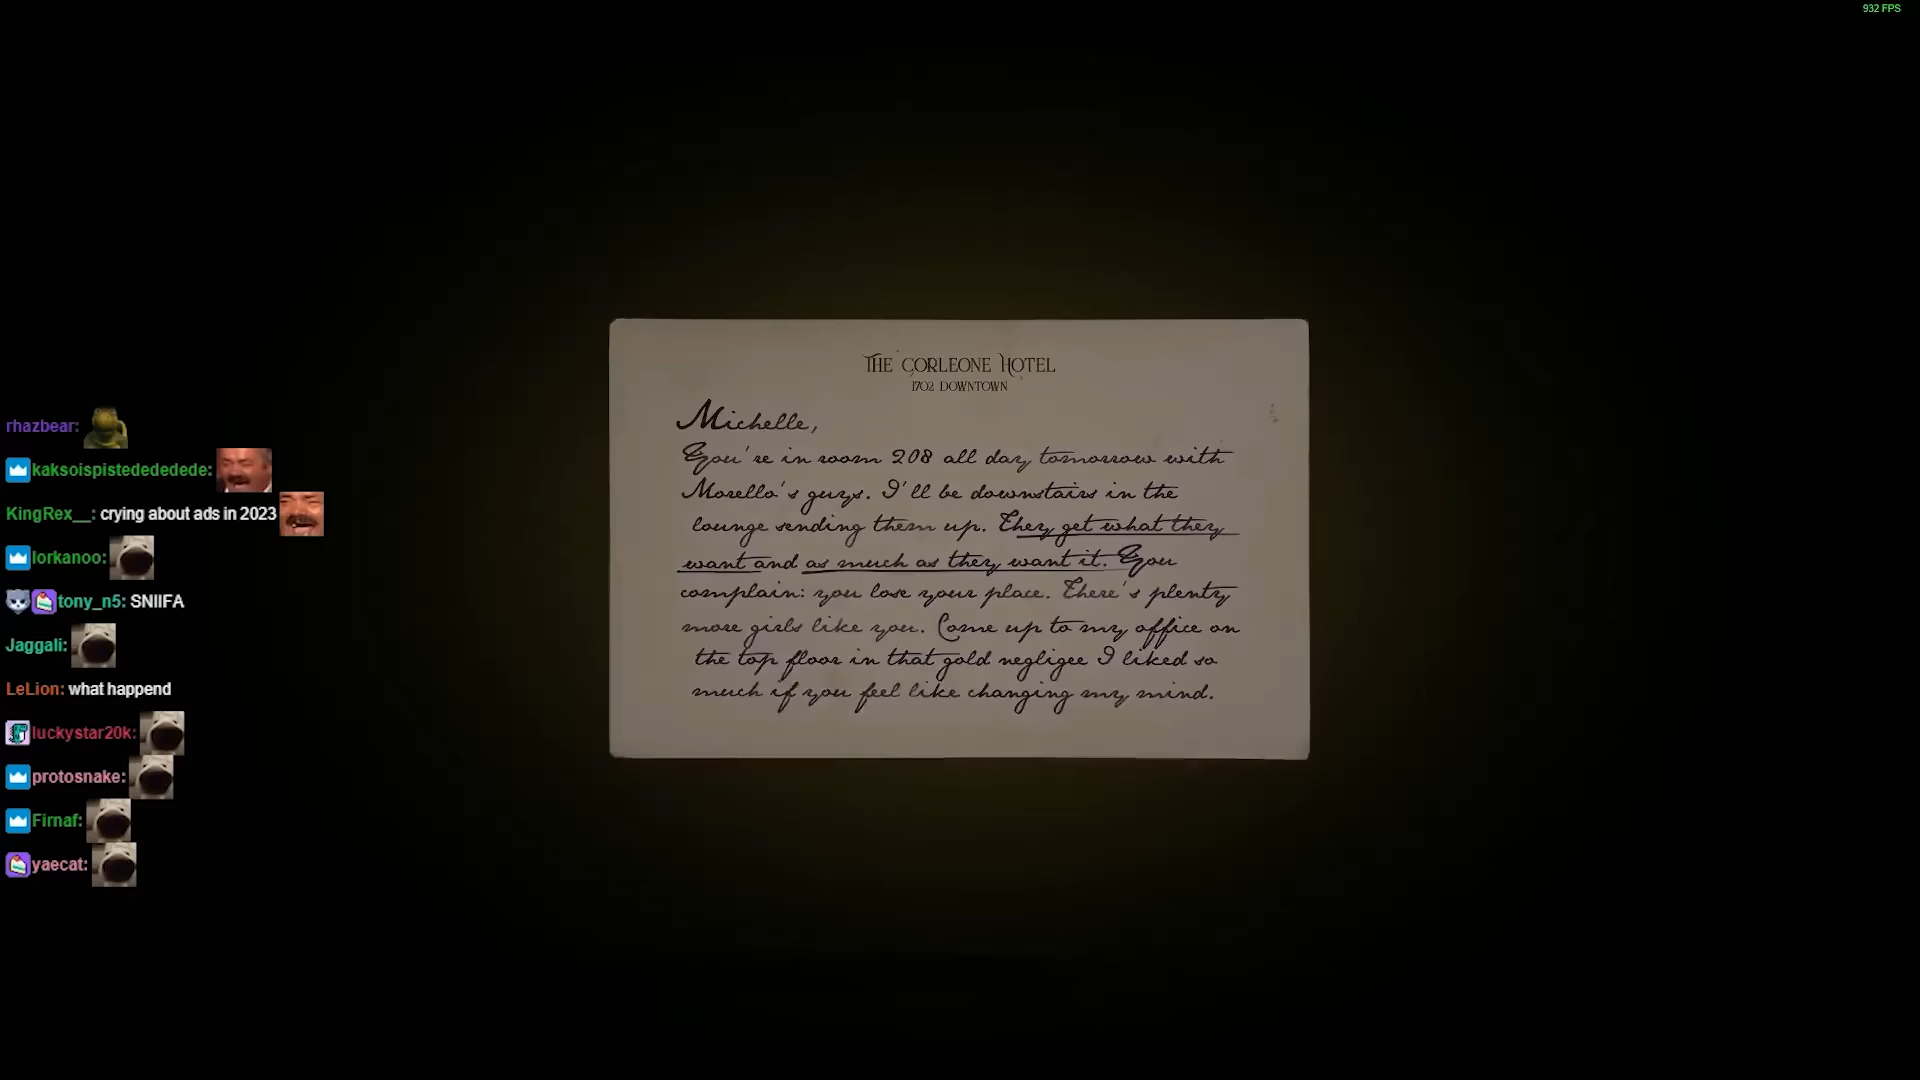 932 FPS
THE CORLEONE HOTEL
1702 DOWNTOWN
Michelle,
You're in room 208 all day tomorrow with
Morello's guys. I'll be downstairs in the
lounge sending them up. They get what they
want and as much as they want it. You
complain: you lose your place. There's plenty
more girls like you. Come up to my office on
the top floor in that gold negligee I liked so
much if you feel like changing my mind.
rhazbear:
kaksoispistedededede:
KingRex__: crying about ads in 2023
lorkanoo:
tony_n5: SNIIFA
Jaggali:
LeLion: what happend
luckystar20k:
protosnake:
Firnaf:
yaecat: